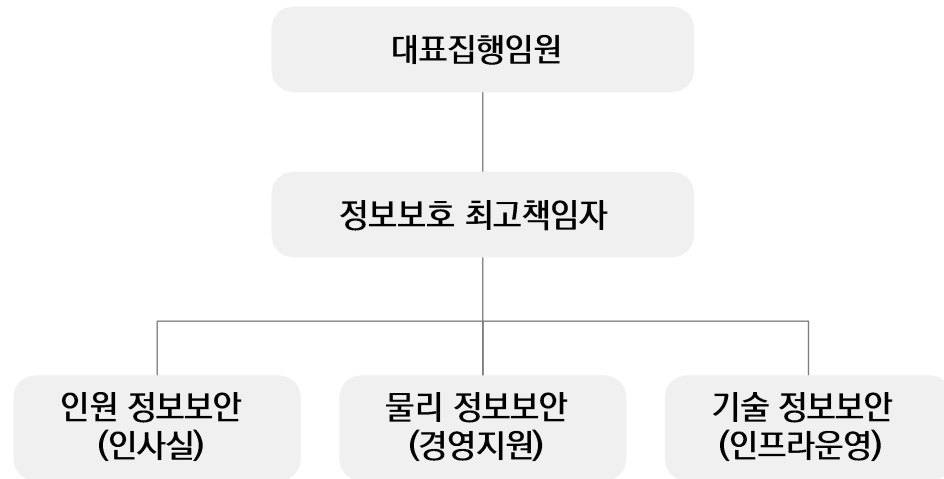 대표집행임원
정보보호 최고책임자
인원 정보보안
(인사실)
물리 정보보안
(경영지원)
기술 정보보안
(인프라운영)